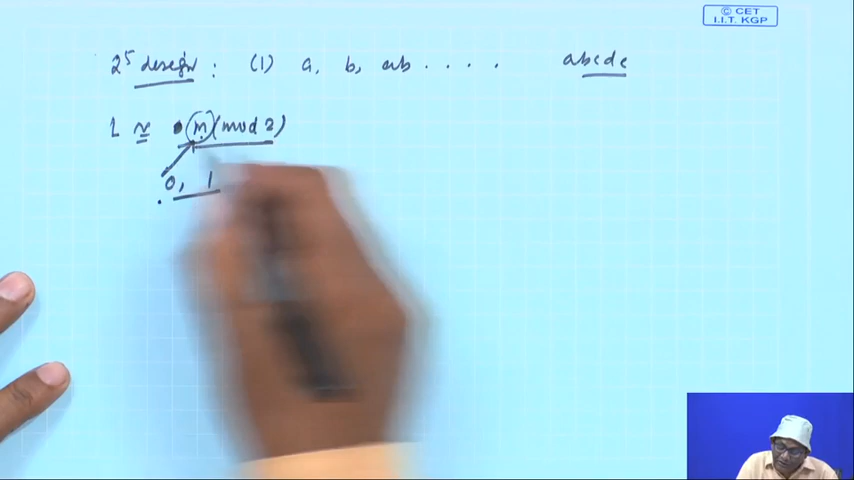 © CET
I.I.T. KGP
2⁵ design : (1) a, b, ab . . . . . abcde
L ≅ (m)(mod 2)
0, 1